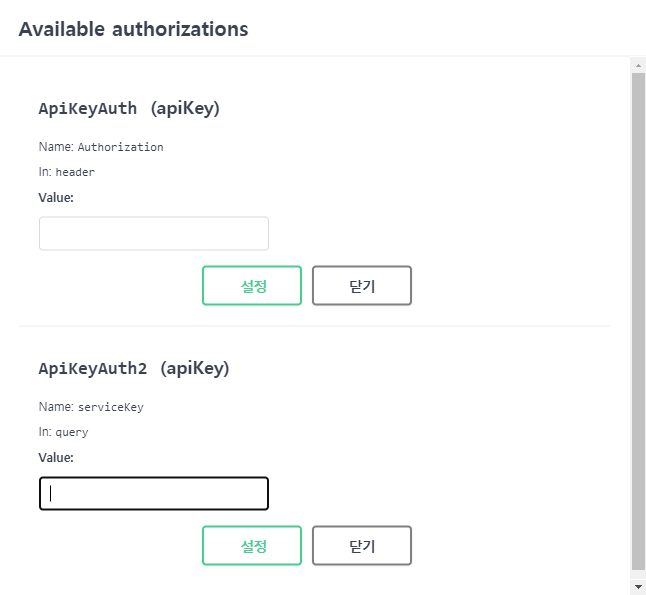 Available authorizations
ApiKeyAuth (apiKey)
Name: Authorization
In: header
Value:
설정 닫기
ApiKeyAuth2 (apiKey)
Name: serviceKey
In: query
Value:
설정 닫기